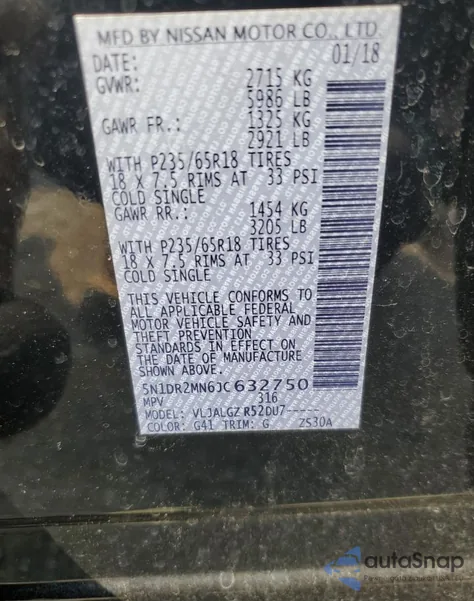 MFD BY NISSAN MOTOR CO., LTD.
DATE: 01/18
GVWR: 2715 KG
5986 LB
GAWR FR.: 1325 KG
2921 LB
WITH P235/65R18 TIRES
18 X 7.5 RIMS AT 33 PSI
COLD SINGLE
GAWR RR.: 1454 KG
3205 LB
WITH P235/65R18 TIRES
18 X 7.5 RIMS AT 33 PSI
COLD SINGLE
THIS VEHICLE CONFORMS TO
ALL APPLICABLE FEDERAL
MOTOR VEHICLE SAFETY AND
THEFT PREVENTION
STANDARDS IN EFFECT ON
THE DATE OF MANUFACTURE
SHOWN ABOVE.
5N1DR2MN6JC632750
MPV 316
MODEL: VLJALGZ R52DU7-----
COLOR: G41 TRIM: G ZS30A
autoSnap